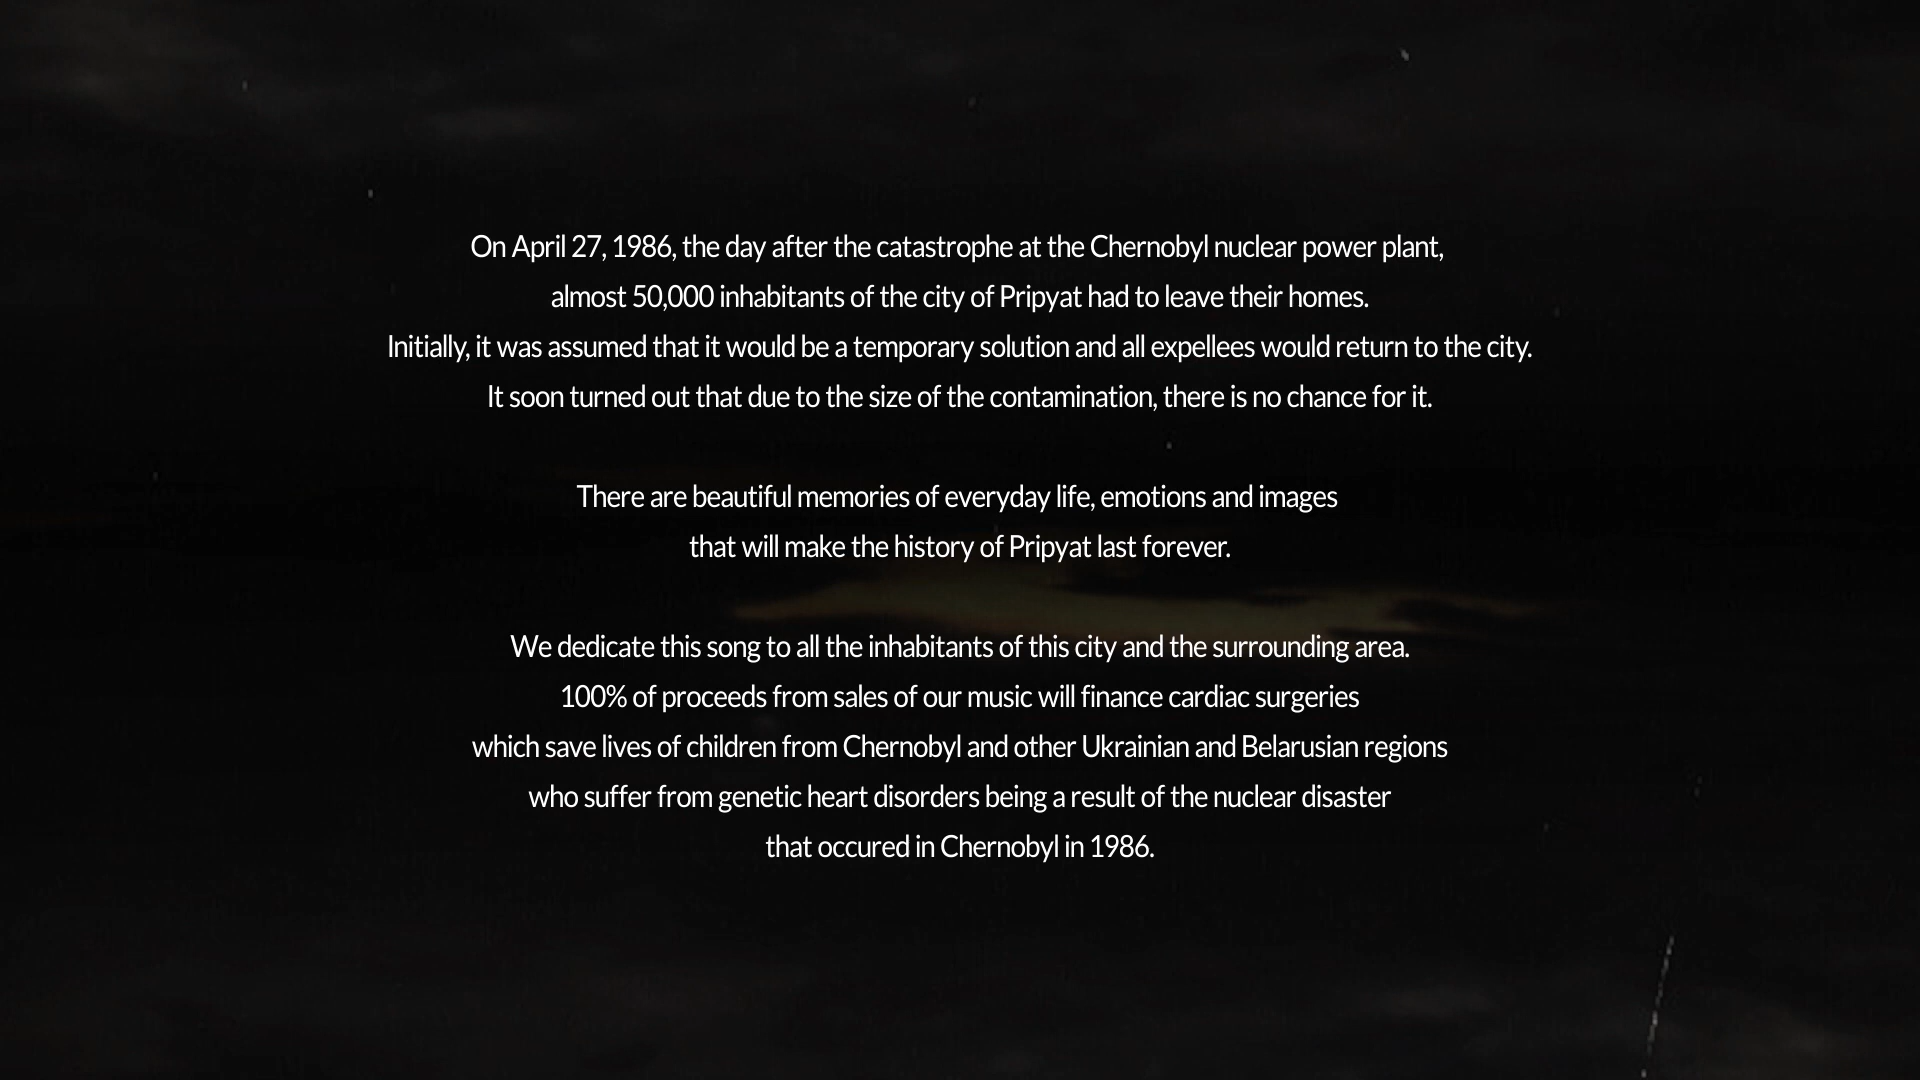 On April 27, 1986, the day after the catastrophe at the Chernobyl nuclear power plant,
almost 50,000 inhabitants of the city of Pripyat had to leave their homes.
Initially, it was assumed that it would be a temporary solution and all expellees would return to the city.
It soon turned out that due to the size of the contamination, there is no chance for it.
There are beautiful memories of everyday life, emotions and images
that will make the history of Pripyat last forever.
We dedicate this song to all the inhabitants of this city and the surrounding area.
100% of proceeds from sales of our music will finance cardiac surgeries
which save lives of children from Chernobyl and other Ukrainian and Belarusian regions
who suffer from genetic heart disorders being a result of the nuclear disaster
that occured in Chernobyl in 1986.